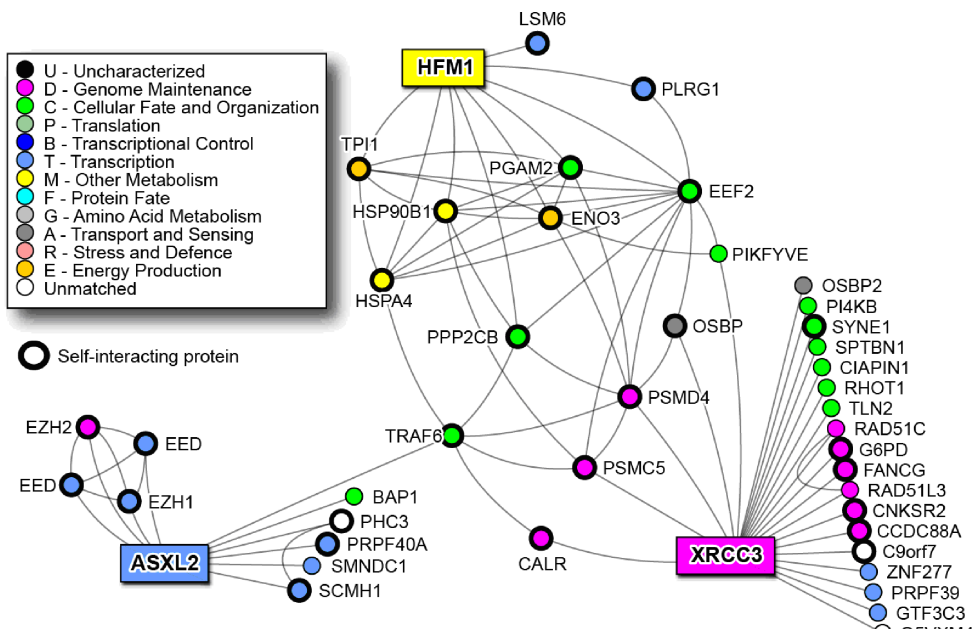 LSM6
HFM1
PLRG1
U - Uncharacterized
D - Genome Maintenance
C - Cellular Fate and Organization
P - Translation
B - Transcriptional Control
T - Transcription
M - Other Metabolism
F - Protein Fate
G - Amino Acid Metabolism
A - Transport and Sensing
R - Stress and Defence
E - Energy Production
Unmatched
Self-interacting protein
TPI1
PGAM2
EEF2
HSP90B1
ENO3
PIKFYVE
HSPA4
OSBP
PPP2CB
PSMD4
TRAF6
PSMC5
CALR
OSBP2
PI4KB
SYNE1
SPTBN1
CIAPIN1
RHOT1
TLN2
RAD51C
G6PD
FANCG
RAD51L3
CNKSR2
CCDC88A
C9orf7
ZNF277
PRPF39
GTF3C3
XRCC3
EZH2
EED
EED
EZH1
ASXL2
BAP1
PHC3
PRPF40A
SMNDC1
SCMH1